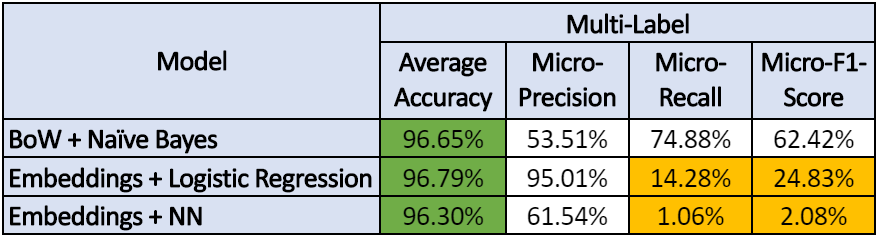 Model
Multi-Label
Average Accuracy
Micro-Precision
Micro-Recall
Micro-F1-Score
BoW + Naïve Bayes 96.65% 53.51% 74.88% 62.42%
Embeddings + Logistic Regression 96.79% 95.01% 14.28% 24.83%
Embeddings + NN 96.30% 61.54% 1.06% 2.08%